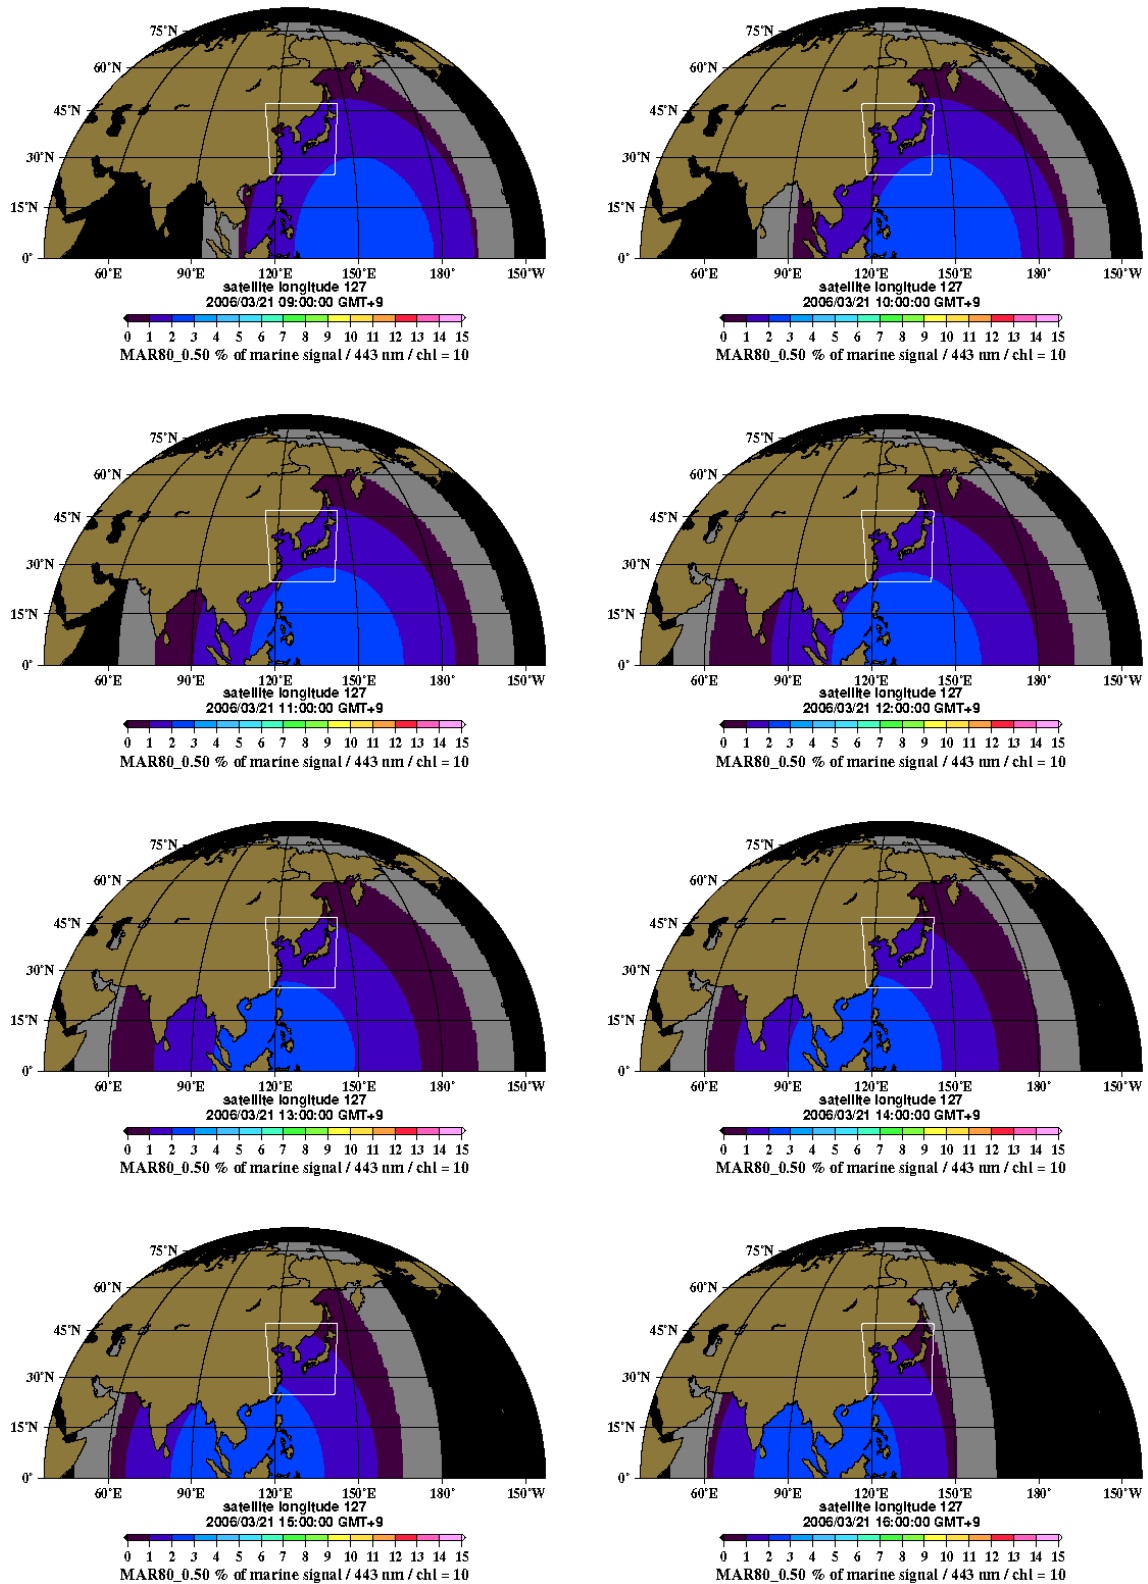 75°N
60°N
45°N
30°N
15°N
0°
60°E 90°E 120°E 150°E 180° 150°W
satellite longitude 127
2006/03/21 09:00:00 GMT+9
0 1 2 3 4 5 6 7 8 9 10 11 12 13 14 15
MAR80_0.50 % of marine signal / 443 nm / chl = 10
75°N
60°N
45°N
30°N
15°N
0°
60°E 90°E 120°E 150°E 180° 150°W
satellite longitude 127
2006/03/21 10:00:00 GMT+9
0 1 2 3 4 5 6 7 8 9 10 11 12 13 14 15
MAR80_0.50 % of marine signal / 443 nm / chl = 10
75°N
60°N
45°N
30°N
15°N
0°
60°E 90°E 120°E 150°E 180° 150°W
satellite longitude 127
2006/03/21 11:00:00 GMT+9
0 1 2 3 4 5 6 7 8 9 10 11 12 13 14 15
MAR80_0.50 % of marine signal / 443 nm / chl = 10
75°N
60°N
45°N
30°N
15°N
0°
60°E 90°E 120°E 150°E 180° 150°W
satellite longitude 127
2006/03/21 12:00:00 GMT+9
0 1 2 3 4 5 6 7 8 9 10 11 12 13 14 15
MAR80_0.50 % of marine signal / 443 nm / chl = 10
75°N
60°N
45°N
30°N
15°N
0°
60°E 90°E 120°E 150°E 180° 150°W
satellite longitude 127
2006/03/21 13:00:00 GMT+9
0 1 2 3 4 5 6 7 8 9 10 11 12 13 14 15
MAR80_0.50 % of marine signal / 443 nm / chl = 10
75°N
60°N
45°N
30°N
15°N
0°
60°E 90°E 120°E 150°E 180° 150°W
satellite longitude 127
2006/03/21 14:00:00 GMT+9
0 1 2 3 4 5 6 7 8 9 10 11 12 13 14 15
MAR80_0.50 % of marine signal / 443 nm / chl = 10
75°N
60°N
45°N
30°N
15°N
0°
60°E 90°E 120°E 150°E 180° 150°W
satellite longitude 127
2006/03/21 15:00:00 GMT+9
0 1 2 3 4 5 6 7 8 9 10 11 12 13 14 15
MAR80_0.50 % of marine signal / 443 nm / chl = 10
75°N
60°N
45°N
30°N
15°N
0°
60°E 90°E 120°E 150°E 180° 150°W
satellite longitude 127
2006/03/21 16:00:00 GMT+9
0 1 2 3 4 5 6 7 8 9 10 11 12 13 14 15
MAR80_0.50 % of marine signal / 443 nm / chl = 10